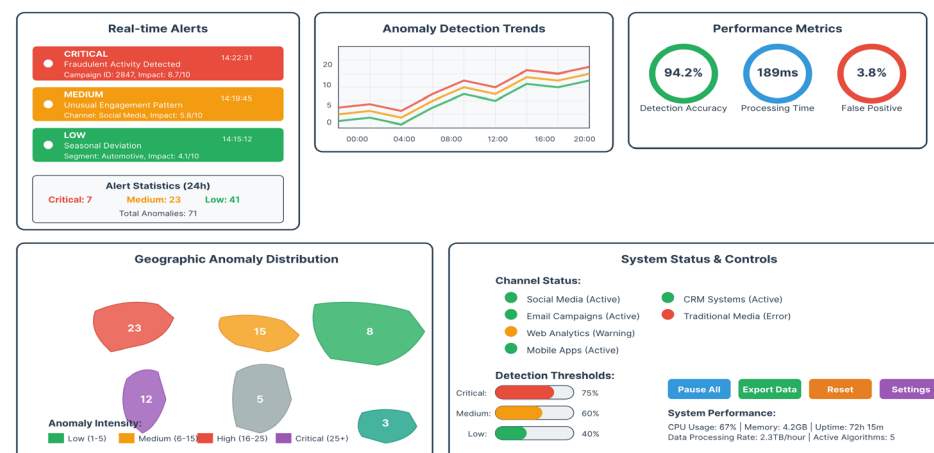 Real-time Alerts
CRITICAL
14:22:31
Fraudulent Activity Detected
Campaign ID: 2847, Impact: 8.7/10
MEDIUM
14:19:45
Unusual Engagement Pattern
Channel: Social Media, Impact: 5.8/10
LOW
14:15:12
Seasonal Deviation
Segment: Automotive, Impact: 4.1/10
Alert Statistics (24h)
Critical: 7 Medium: 23 Low: 41
Total Anomalies: 71
Anomaly Detection Trends
20
10
5
0
00:00 04:00 08:00 12:00 16:00 20:00
Performance Metrics
94.2% 189ms 3.8%
Detection Accuracy Processing Time False Positive
Geographic Anomaly Distribution
23 15 8
12 5 3
Anomaly Intensity:
Low (1-5) Medium (6-15) High (16-25) Critical (25+)
System Status & Controls
Channel Status:
Social Media (Active) CRM Systems (Active)
Email Campaigns (Active) Traditional Media (Error)
Web Analytics (Warning)
Mobile Apps (Active)
Detection Thresholds:
Critical: 75%
Medium: 60%
Low: 40%
Pause All Export Data Reset Settings
System Performance:
CPU Usage: 67% | Memory: 4.2GB | Uptime: 72h 15m
Data Processing Rate: 2.3TB/hour | Active Algorithms: 5